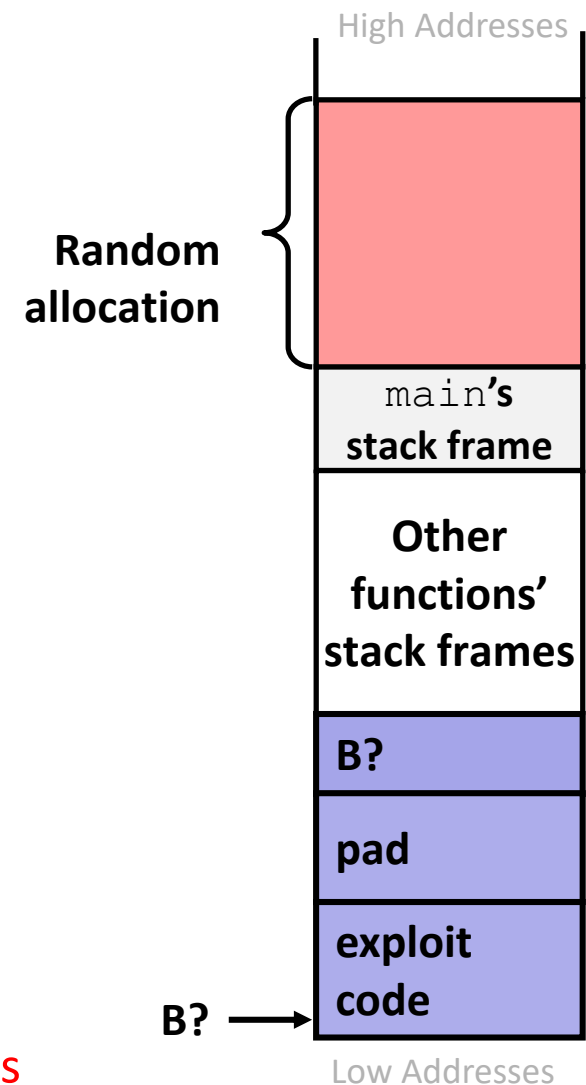 High Addresses
Random
allocation
main's
stack frame
Other
functions’
stack frames
B?
pad
exploit
code
B?
s
Low Addresses